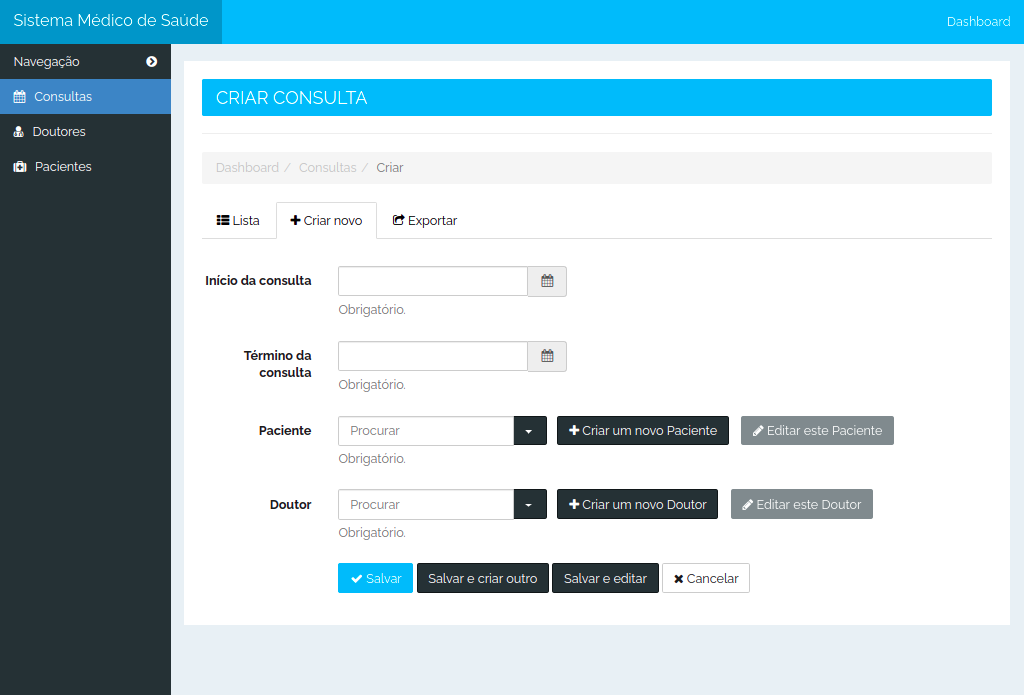 Sistema Médico de Saúde
Dashboard
Navegação
Consultas
Doutores
Pacientes
CRIAR CONSULTA
Dashboard / Consultas / Criar
Lista Criar novo Exportar
Início da consulta
Obrigatório.
Término da
consulta
Obrigatório.
Paciente Procurar Criar um novo Paciente Editar este Paciente
Obrigatório.
Doutor Procurar Criar um novo Doutor Editar este Doutor
Obrigatório.
Salvar Salvar e criar outro Salvar e editar Cancelar